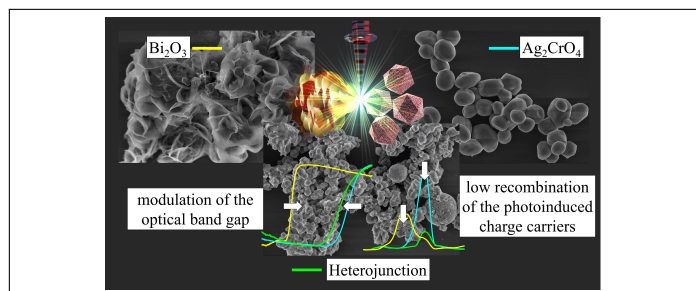 Bi₂O₃
Ag₂CrO₄
modulation of the
optical band gap
low recombination
of the photoinduced
charge carriers
Heterojunction